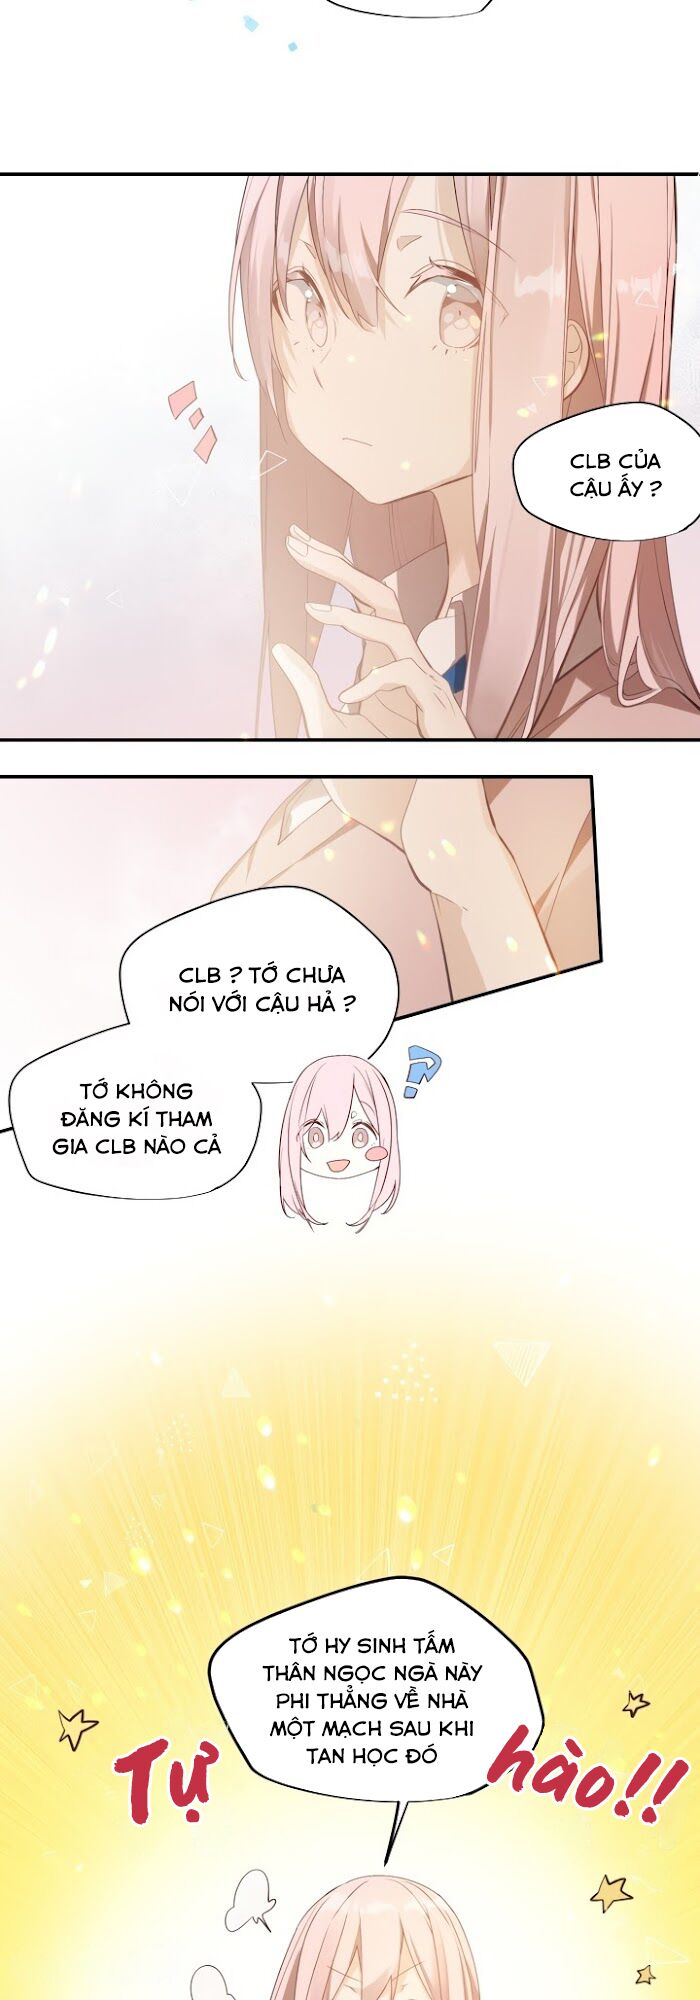 CLB CỦA
CẬU ẤY ?
CLB ? TỚ CHƯA
NÓI VỚI CẬU HẢ ?
?
TỚ KHÔNG
ĐĂNG KÍ THAM
GIA CLB NÀO CẢ
TỚ HY SINH TẤM
THÂN NGỌC NGÀ NÀY
PHI THẲNG VỀ NHÀ
MỘT MẠCH SAU KHI
TAN HỌC ĐÓ
Tự hào!!